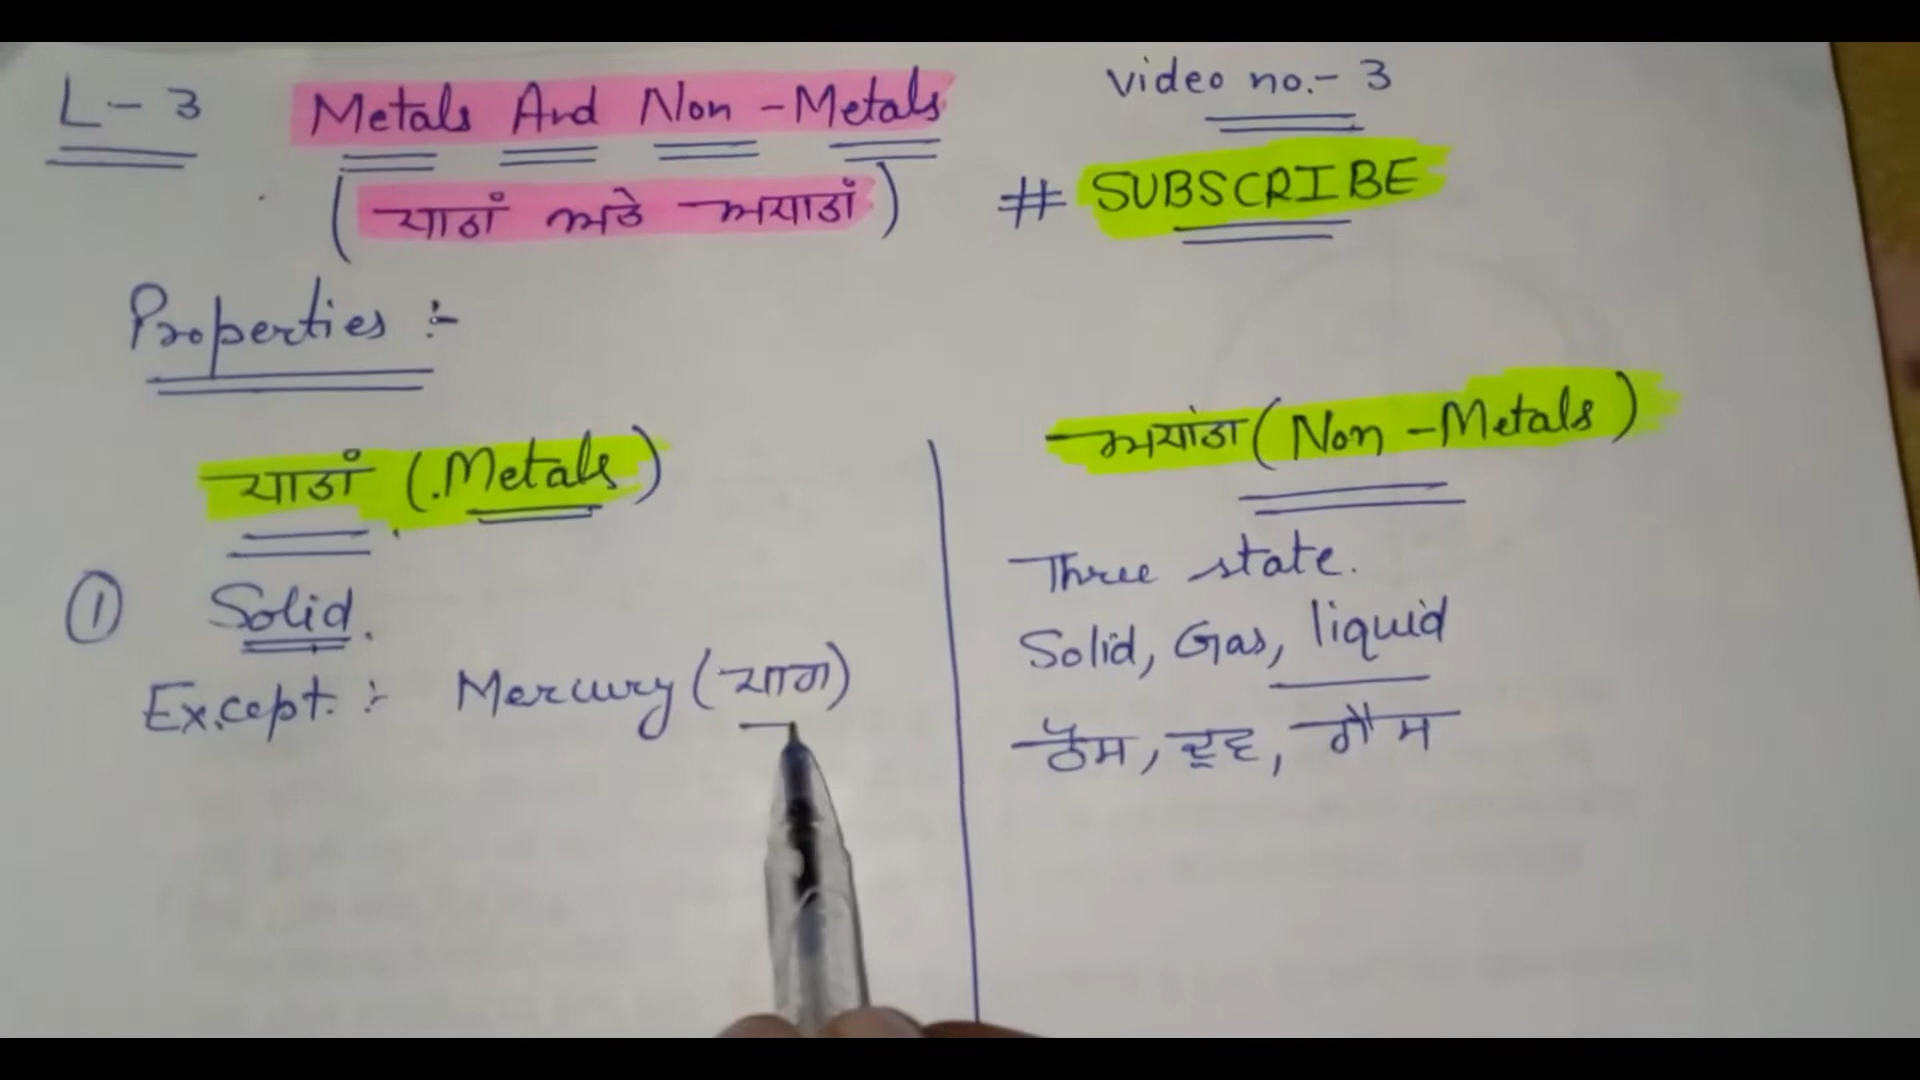 L - 3 Metals And Non - Metals
(ਧਾਤਾਂ ਅਤੇ ਅਧਾਤਾਂ)
Video no.- 3
# SUBSCRIBE
Properties :-
ਧਾਤਾਂ (Metals)
① Solid.
Except :- Mercury (ਪਾਰਾ)
ਅਧਾਂਤਾ (Non - Metals)
Three state.
Solid, Gas, liquid
ਠੋਸ, ਦ੍ਰਵ, ਗੈਸ